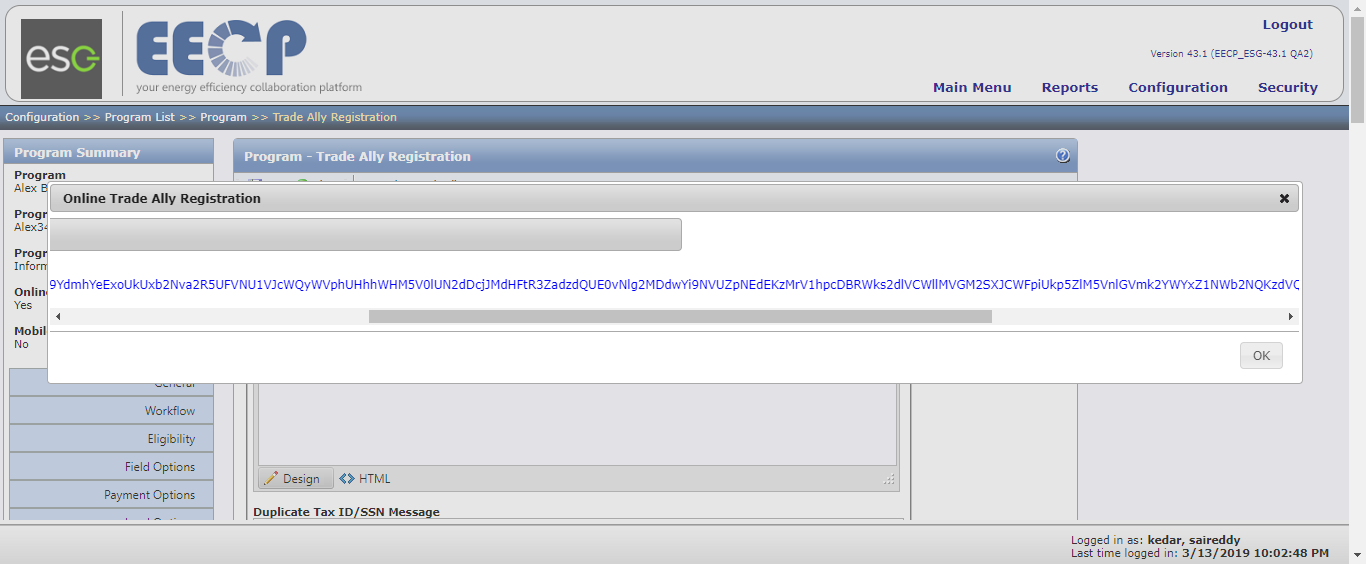 esg
EECP
your energy efficiency collaboration platform
Logout
Version 43.1 (EECP_ESG-43.1 QA2)
Main Menu
Reports
Configuration
Security
Configuration >> Program List >> Program >> Trade Ally Registration
Program Summary
Program
Alex B
Progr
Alex34
Progr
Inform
Online
Yes
Mobil
No
General
Workflow
Eligibility
Field Options
Payment Options
Program - Trade Ally Registration
Online Trade Ally Registration
OK
Design
HTML
Duplicate Tax ID/SSN Message
Logged in as: kedar, saireddy
Last time logged in: 3/13/2019 10:02:48 PM